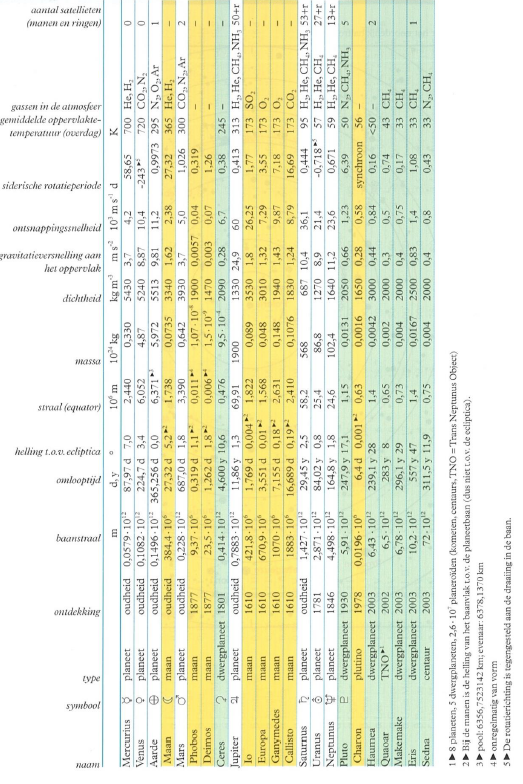 naam symbool type ontdekking baanstraal omlooptijd helling t.o.v. ecliptica straal (equator) massa dichtheid gravitatieversnelling aan het oppervlak ontsnappingssnelheid siderische rotatieperiode gemiddelde oppervlakte-temperatuur (overdag) gassen in de atmosfeer aantal satellieten (manen en ringen)
m d, y ° 10⁶ m 10²⁴ kg kg m⁻³ m s⁻² 10³ m s⁻¹ d K
Mercurius ☿ planeet oudheid 0,0579·10¹² 87,97 d 7,0 2,440 0,330 5430 3,7 4,2 58,65 700 He, H₂ 0
Venus ♀ planeet oudheid 0,1082·10¹² 224,7 d 3,4 6,052 4,87 5240 8,87 10,4 -243►⁵ 720 CO₂, N₂ 0
Aarde ⊕ planeet oudheid 0,1496·10¹² 365,256 d 0,0 6,371►³ 5,972 5513 9,81 11,2 0,9973 295 N₂, O₂, Ar 1
Maan ☾ maan oudheid 384,4·10⁶ 27,32 d 5,2►² 1,738 0,0735 3340 1,62 2,38 27,32 365 He, H₂ –
Mars ♂ planeet oudheid 0,228·10¹² 687,0 d 1,8 3,390 0,642 3930 3,7 5,0 1,026 300 CO₂, N₂, Ar 2
Phobos maan 1877 9,37·10⁶ 0,319 d 1,1►² 0,011►⁴ 1,07·10⁻⁸ 1900 0,0057 0,04 0,319 – –
Deimos maan 1877 23,5·10⁶ 1,262 d 1,8►² 0,006►⁴ 1,5·10⁻⁹ 1470 0,003 0,07 1,26 – –
Ceres ⚳ dwergplaneet 1801 0,414·10¹² 4,600 y 10,6 0,476 9,5·10⁻⁴ 2090 0,28 6,7 0,38 245 – –
Jupiter ♃ planeet oudheid 0,7883·10¹² 11,86 y 1,3 69,91 1900 1330 24,9 60 0,413 313 H₂, He, CH₄, NH₃ 50+r
Io maan 1610 421,8·10⁶ 1,769 d 0,004►² 1,822 0,089 3530 1,8 26,25 1,77 173 SO₂ –
Europa maan 1610 670,9·10⁶ 3,551 d 0,01►² 1,568 0,048 3010 1,32 7,29 3,55 173 O₂ –
Ganymedes maan 1610 1070·10⁶ 7,155 d 0,18►² 2,631 0,148 1940 1,43 9,87 7,18 173 O₂ –
Callisto maan 1610 1883·10⁶ 16,689 d 0,19►² 2,410 0,1076 1830 1,24 8,79 16,69 173 CO₂ –
Saturnus ♄ planeet oudheid 1,427·10¹² 29,45 y 2,5 58,2 568 687 10,4 36,1 0,444 95 H₂, He, CH₄, NH₃ 53+r
Uranus planeet 1781 2,871·10¹² 84,02 y 0,8 25,4 86,8 1270 8,9 21,4 -0,718►⁵ 57 H₂, He, CH₄ 27+r
Neptunus ♆ planeet 1846 4,498·10¹² 164,8 y 1,8 24,6 102,4 1640 11,2 23,6 0,671 59 H₂, He, CH₄ 13+r
Pluto ♇ dwergplaneet 1930 5,91·10¹² 247,9 y 17,1 1,15 0,0131 2050 0,66 1,23 6,39 50 N₂, CH₄, NH₃ 5
Charon plutino 1978 0,0196·10⁹ 6,4 d 0,001►² 0,63 0,0016 1650 0,28 0,58 synchroon 56 –
Haumea dwergplaneet 2003 6,43·10¹² 239,1 y 28 1,4 0,0042 3000 0,44 0,84 0,16 <50 – 2
Quaoar TNO►¹ 2002 6,5·10¹² 283 y 8 0,65 0,002 2000 0,3 0,5 0,74 43 CH₄
Makemake dwergplaneet 2003 6,78·10¹² 296,1 y 29 0,73 0,004 2000 0,4 0,75 0,17 33 CH₄
Eris dwergplaneet 2003 10,2·10¹² 557 y 47 1,4 0,0167 2500 0,83 1,4 1,08 33 CH₄ 1
Sedna centaur 2003 72·10¹² 311,5 y 11,9 0,75 0,004 2000 0,4 0,8 0,43 33 N₂, CH₄
1► 8 planeten, 5 dwergplaneten, 2,6·10⁵ planeroïden (kometen, centaurs, TNO = Trans Neptunus Object)
2► Bij de manen is de helling van het baanvlak t.o.v. de planeetbaan (dus niet t.o.v. de ecliptica).
3► pool: 6356,7523142 km; evenaar: 6378,1370 km
4► onregelmatig van vorm
5► De rotatierichting is tegengesteld aan de draaiing in de baan.